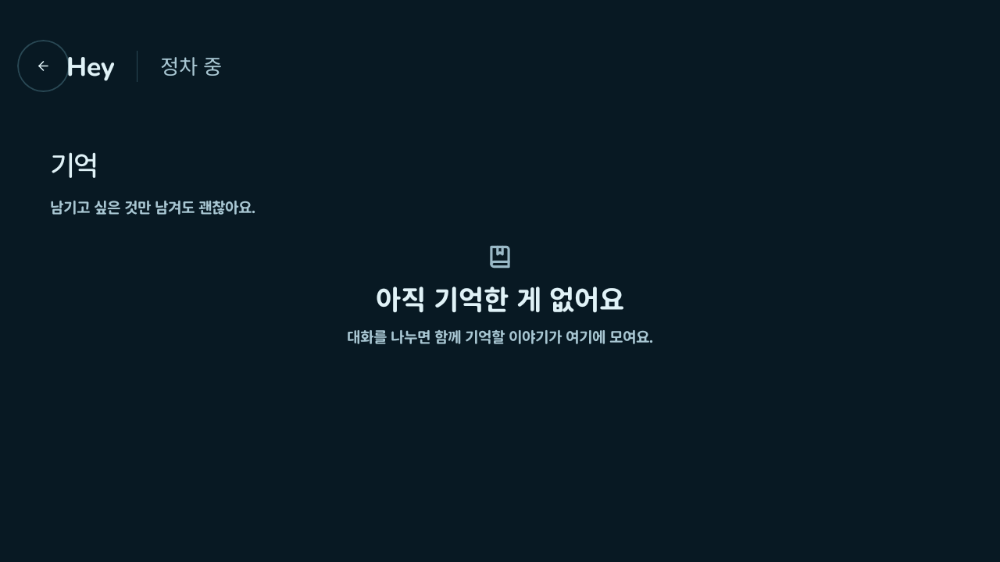 Hey
정차 중
기억
남기고 싶은 것만 남겨도 괜찮아요.
아직 기억한 게 없어요
대화를 나누면 함께 기억할 이야기가 여기에 모여요.